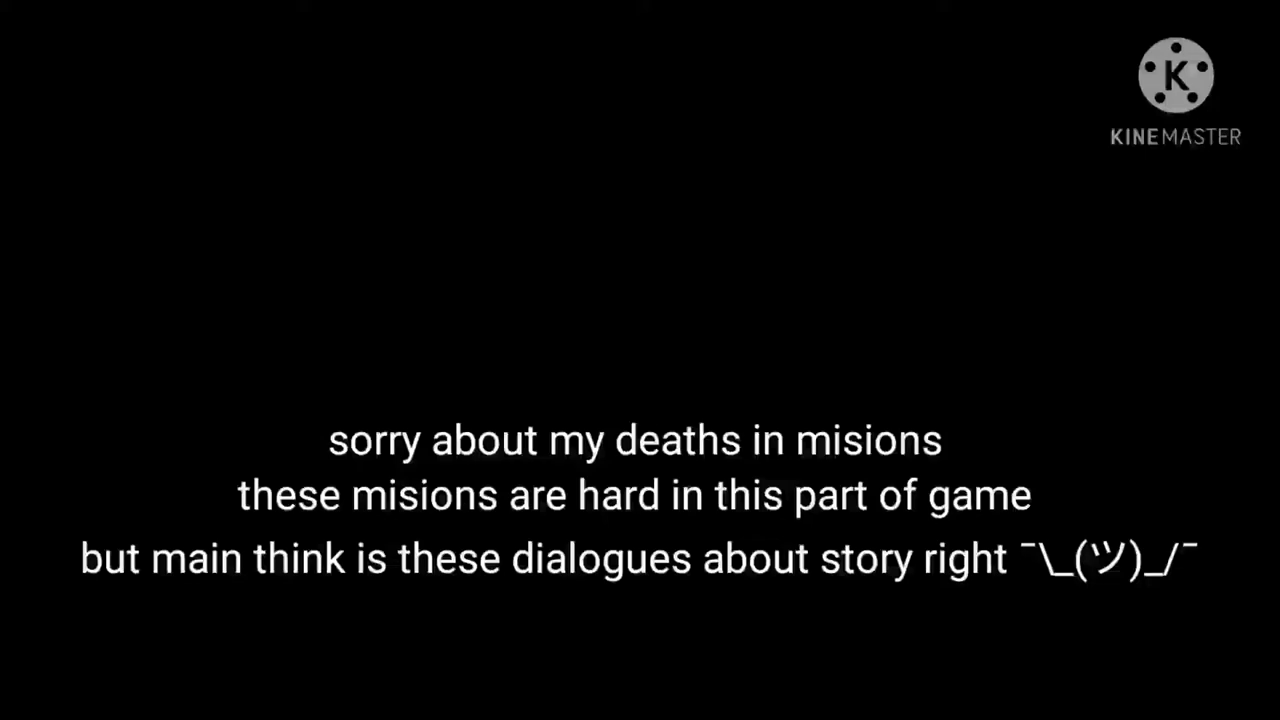 K
KINEMASTER
sorry about my deaths in misions
these misions are hard in this part of game
but main think is these dialogues about story right ¯\_(ツ)_/¯